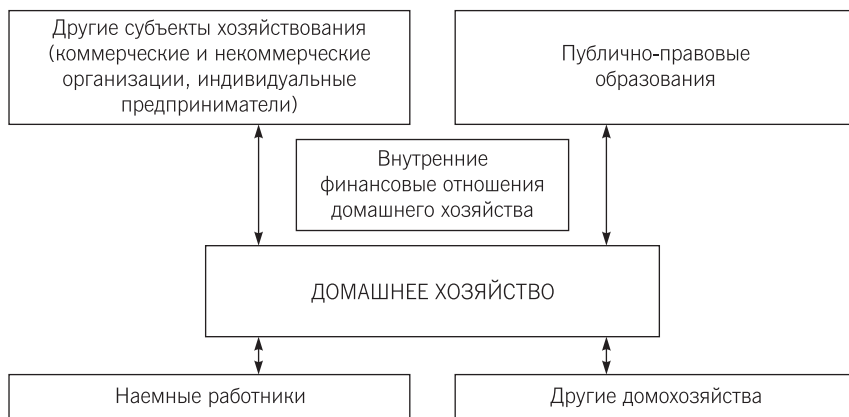 Другие субъекты хозяйствования
(коммерческие и некоммерческие
организации, индивидуальные
предприниматели)
Публично-правовые
образования
Внутренние
финансовые отношения
домашнего хозяйства
ДОМАШНЕЕ ХОЗЯЙСТВО
Наемные работники
Другие домохозяйства